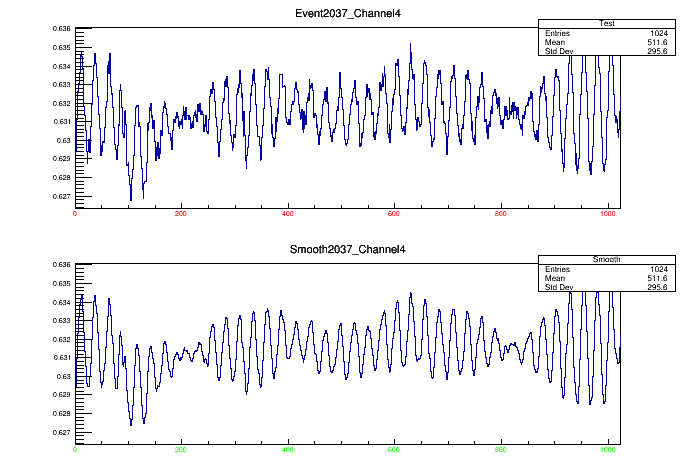 Event2037_Channel4
Test
Entries 1024
Mean 511.6
Std Dev 295.6
0.636
0.635
0.634
0.633
0.632
0.631
0.63
0.629
0.628
0.627
0 200 400 600 800 1000
Smooth2037_Channel4
Smooth
Entries 1024
Mean 511.6
Std Dev 295.6
0.636
0.635
0.634
0.633
0.632
0.631
0.63
0.629
0.628
0.627
0 200 400 600 800 1000